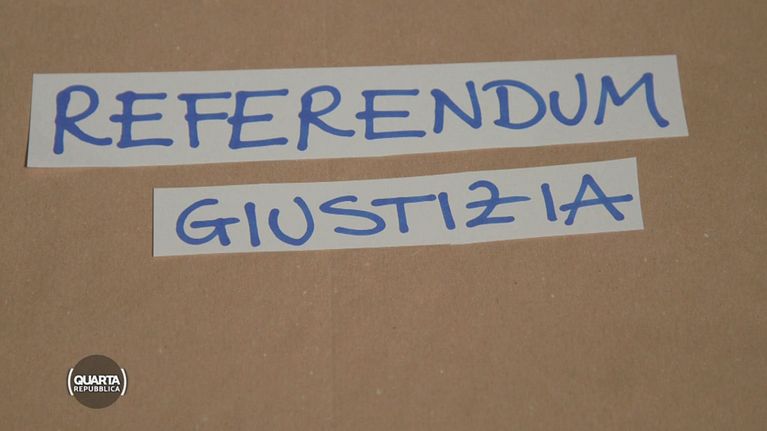 REFERENDUM
GIUSTIZIA
QUARTA
REPUBBLICA